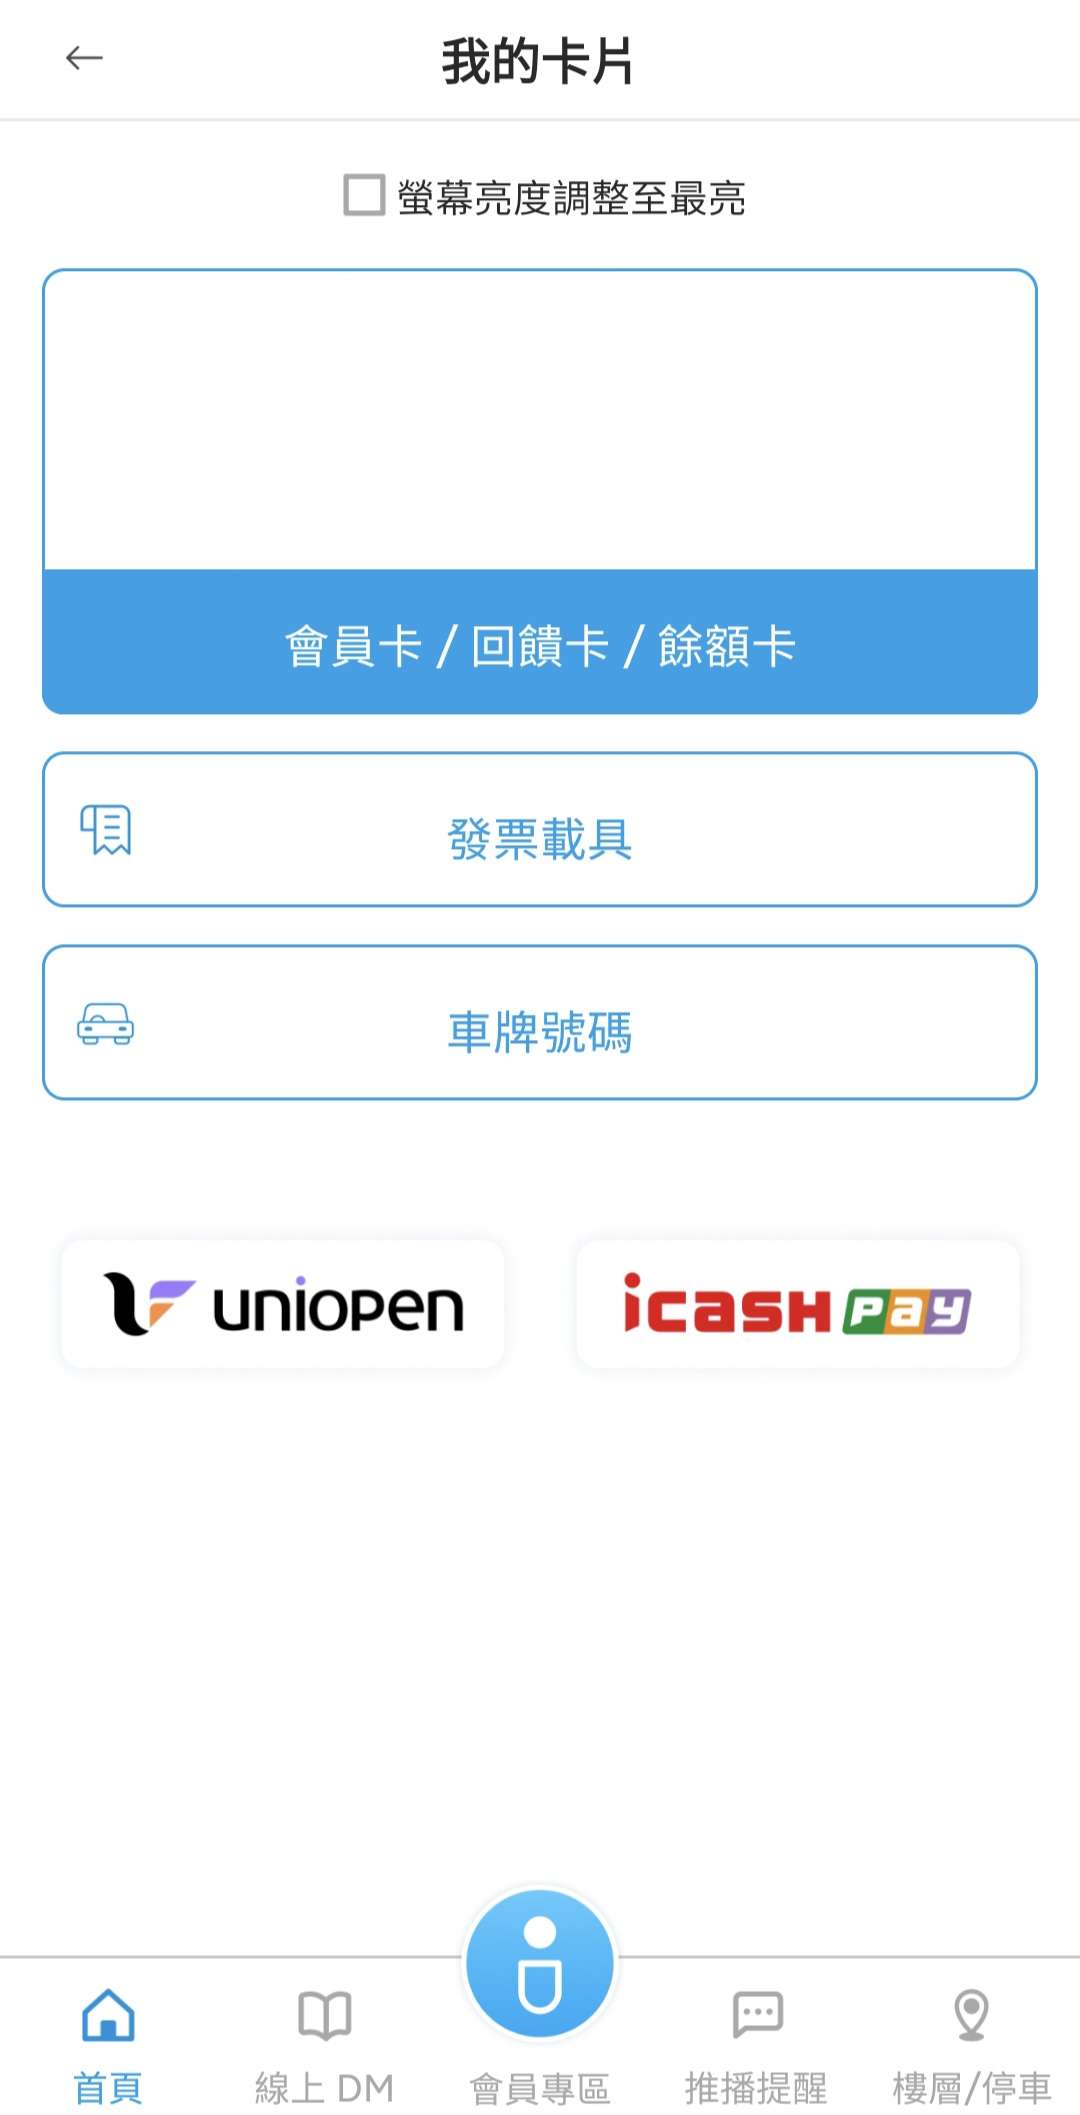 我的卡片
螢幕亮度調整至最亮
會員卡 / 回饋卡 / 餘額卡
發票載具
車牌號碼
uniopen
icash pay
首頁
線上 DM
會員專區
推播提醒
樓層/停車